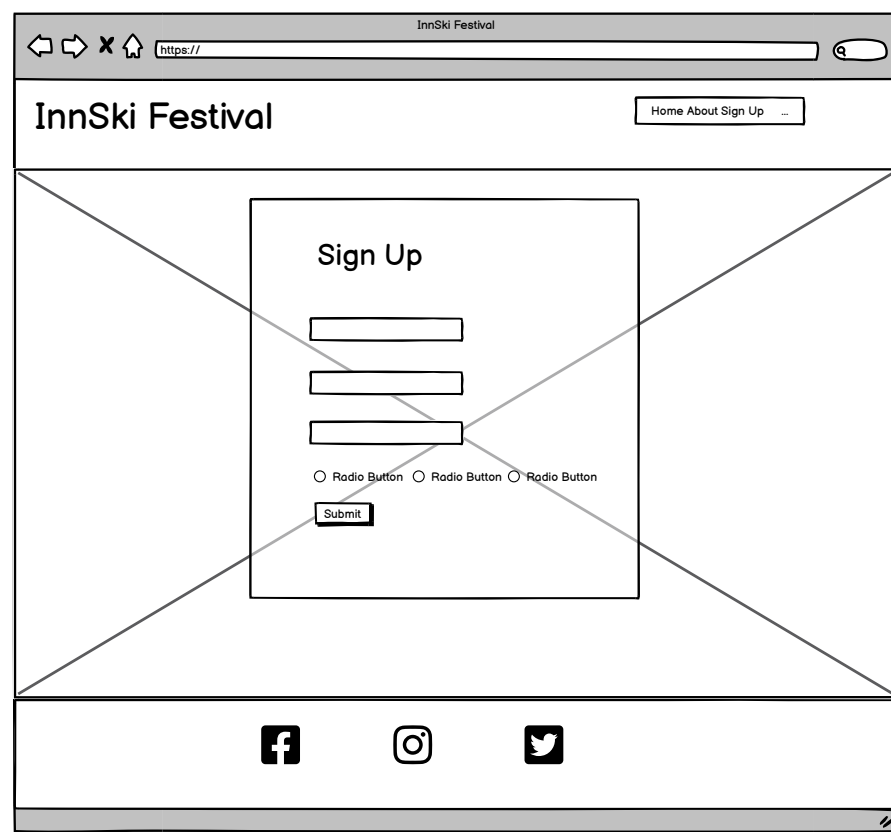 InnSki Festival
https://
InnSki Festival
Home About Sign Up ...
Sign Up
Radio Button Radio Button Radio Button
Submit